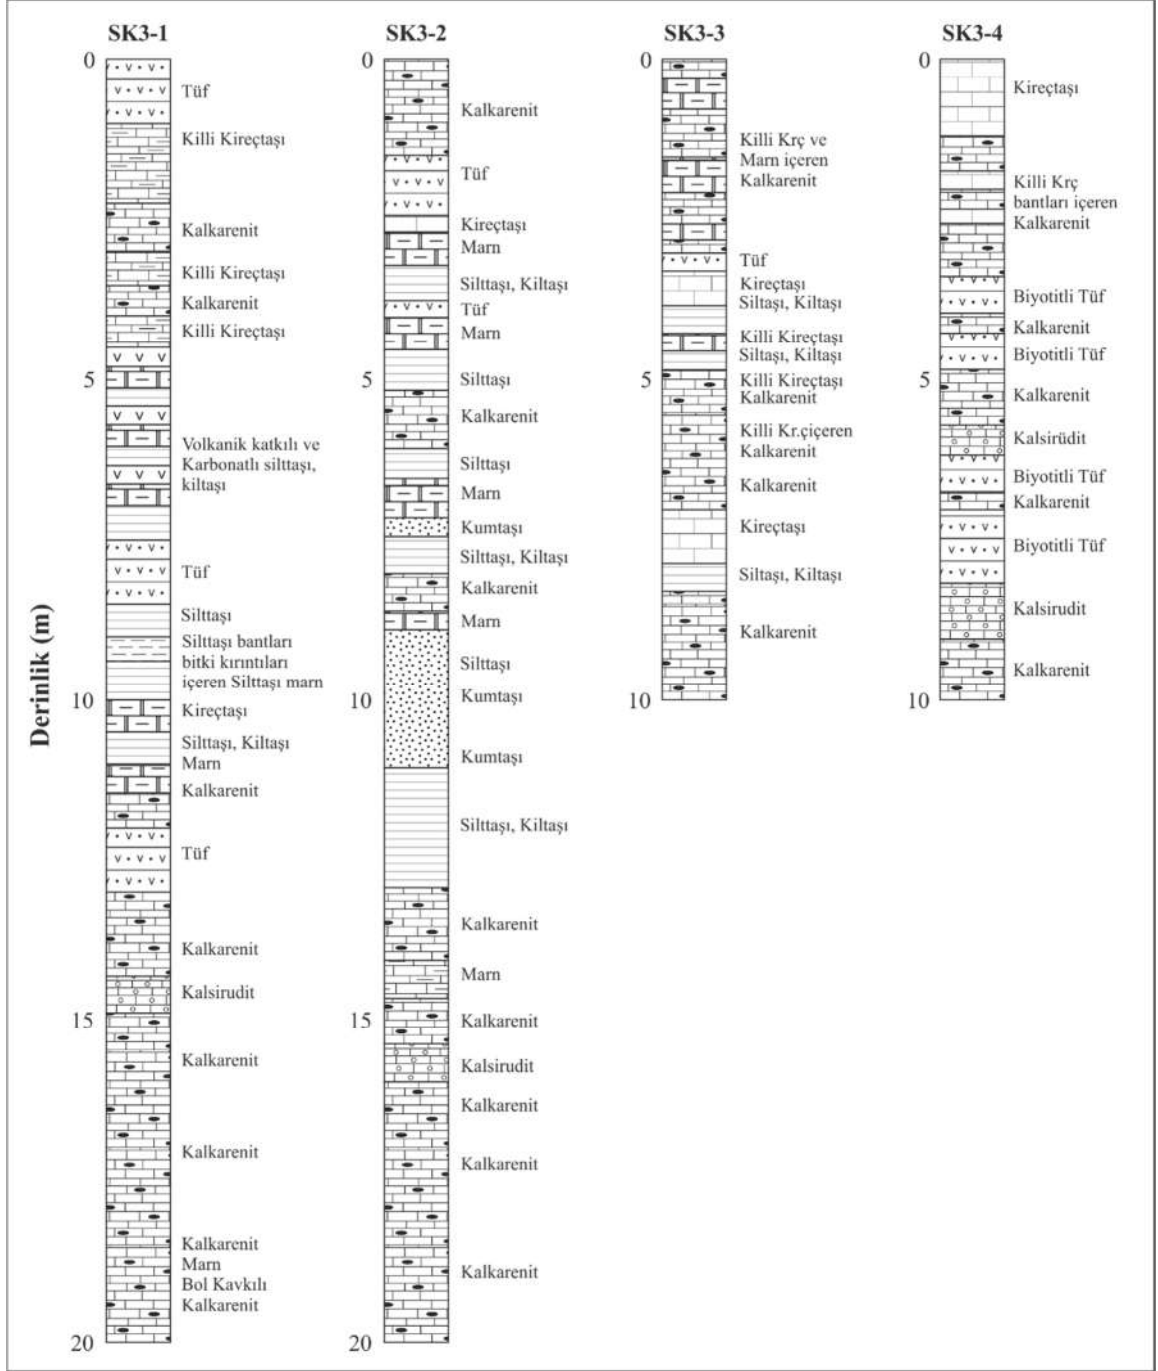 SK3-1
0
Tüf
Killi Kireçtaşı
Kalkarenit
Killi Kireçtaşı
Kalkarenit
Killi Kireçtaşı
5
Volkanik katkılı ve
Karbonatlı silttaşı,
kiltaşı
Tüf
Silttaşı
Silttaşı bantları
bitki kırıntıları
içeren Silttaşı marn
10
Kireçtaşı
Silttaşı, Kiltaşı
Marn
Kalkarenit
Tüf
Kalkarenit
Kalsirudit
15
Kalkarenit
Kalkarenit
Kalkarenit
Marn
Bol Kavkılı
Kalkarenit
20
Derinlik (m)
SK3-2
0
Kalkarenit
Tüf
Kireçtaşı
Marn
Silttaşı, Kiltaşı
Tüf
Marn
5
Silttaşı
Kalkarenit
Silttaşı
Marn
Kumtaşı
Silttaşı, Kiltaşı
Kalkarenit
Marn
Silttaşı
10
Kumtaşı
Kumtaşı
Silttaşı, Kiltaşı
Kalkarenit
Marn
15
Kalkarenit
Kalsirudit
Kalkarenit
Kalkarenit
Kalkarenit
20
SK3-3
0
Killi Krç ve
Marn içeren
Kalkarenit
Tüf
Kireçtaşı
Siltaşı, Kiltaşı
Killi Kireçtaşı
Siltaşı, Kiltaşı
5
Killi Kireçtaşı
Kalkarenit
Killi Kr.çiçeren
Kalkarenit
Kalkarenit
Kireçtaşı
Siltaşı, Kiltaşı
Kalkarenit
10
SK3-4
0
Kireçtaşı
Killi Krç
bantları içeren
Kalkarenit
Biyotitli Tüf
Kalkarenit
Biyotitli Tüf
5
Kalkarenit
Kalsirüdit
Biyotitli Tüf
Kalkarenit
Biyotitli Tüf
Kalsirudit
Kalkarenit
10